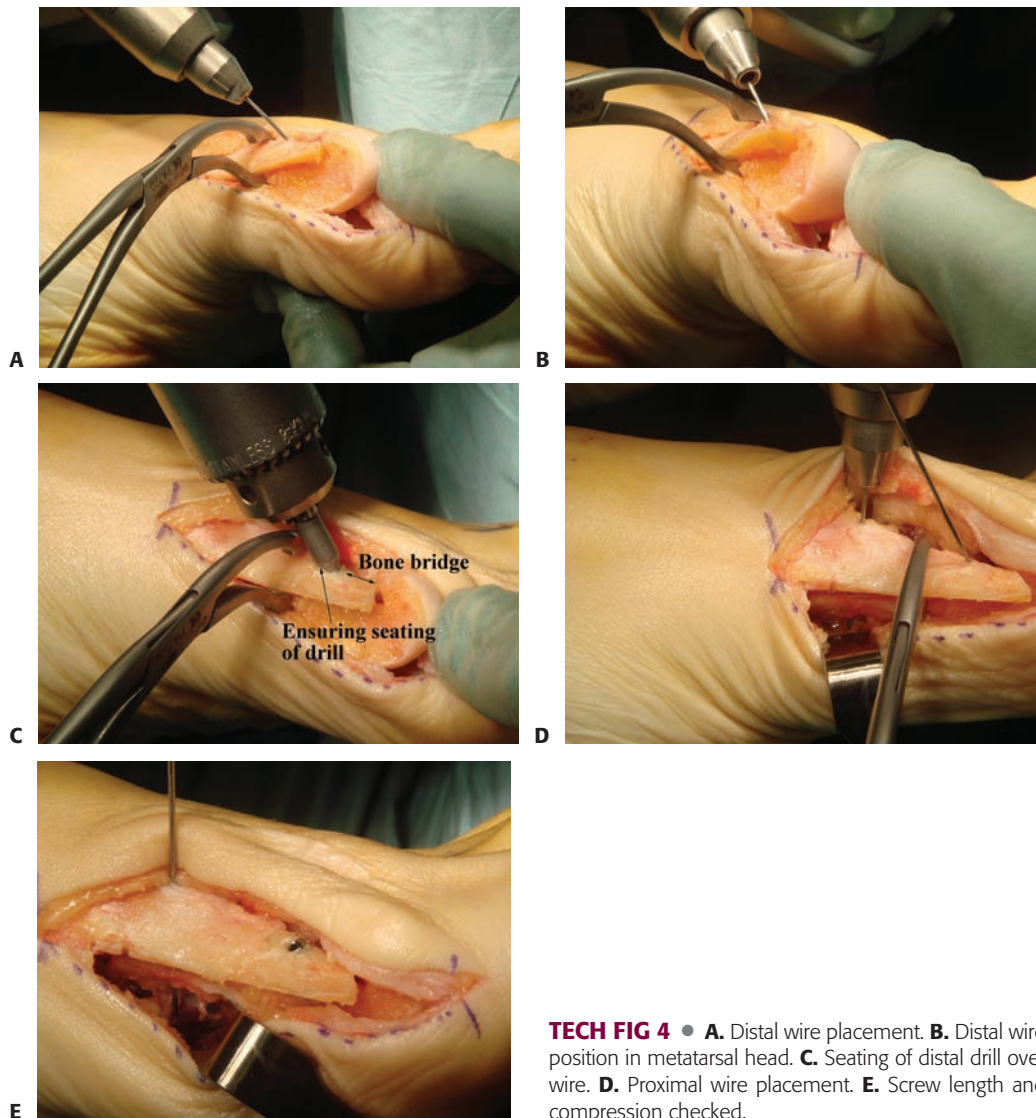 A
B
Bone bridge
Ensuring seating
of drill
C
D
E
TECH FIG 4 • A. Distal wire placement. B. Distal wire
position in metatarsal head. C. Seating of distal drill over
wire. D. Proximal wire placement. E. Screw length and
compression checked.